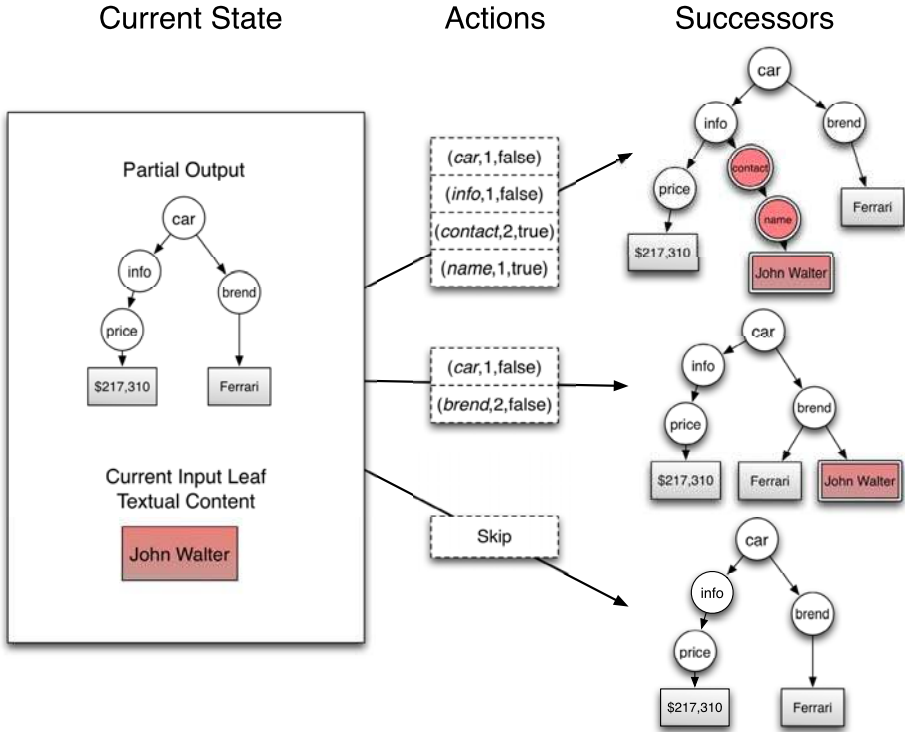 Current State
Actions
Successors
Partial Output
car
info
brend
price
$217,310
Ferrari
Current Input Leaf
Textual Content
John Walter
(car,1,false)
(info,1,false)
(contact,2,true)
(name,1,true)
(car,1,false)
(brend,2,false)
Skip
car
info
brend
contact
price
name
Ferrari
$217,310
John Walter
car
info
brend
price
$217,310
Ferrari
John Walter
car
info
brend
price
$217,310
Ferrari